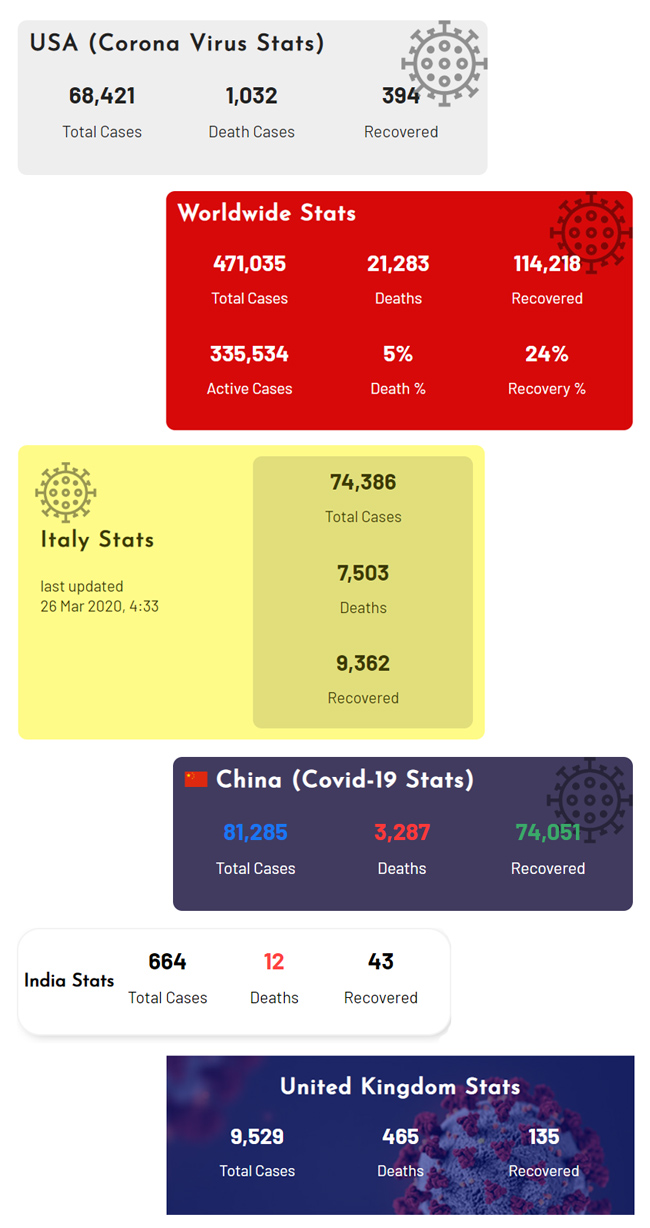 USA (Corona Virus Stats)
68,421 1,032 394
Total Cases Death Cases Recovered
Worldwide Stats
471,035 21,283 114,218
Total Cases Deaths Recovered
335,534 5% 24%
Active Cases Death % Recovery %
Italy Stats
last updated
26 Mar 2020, 4:33
74,386
Total Cases
7,503
Deaths
9,362
Recovered
China (Covid-19 Stats)
81,285 3,287 74,051
Total Cases Deaths Recovered
India Stats
664 12 43
Total Cases Deaths Recovered
United Kingdom Stats
9,529 465 135
Total Cases Deaths Recovered